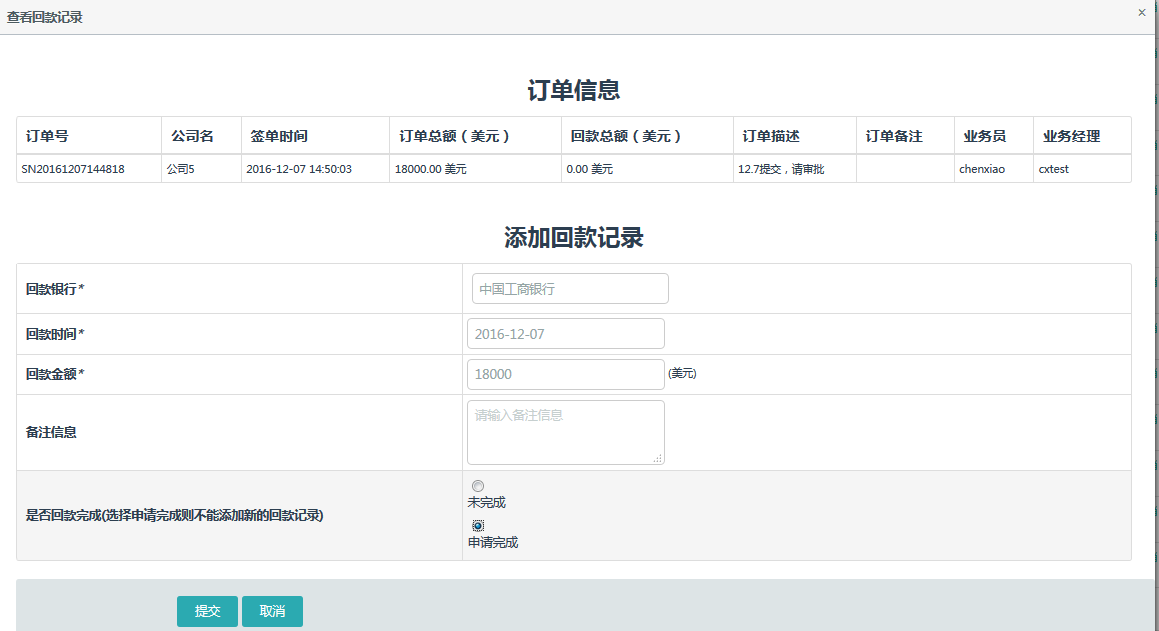 查看回款记录
×
订单信息
订单号 公司名 签单时间 订单总额（美元） 回款总额（美元） 订单描述 订单备注 业务员 业务经理
SN20161207144818 公司5 2016-12-07 14:50:03 18000.00 美元 0.00 美元 12.7提交，请审批 chenxiao cxtest
添加回款记录
回款银行* 中国工商银行
回款时间* 2016-12-07
回款金额* 18000 (美元)
备注信息 请输入备注信息
是否回款完成(选择申请完成则不能添加新的回款记录)
未完成
申请完成
提交 取消